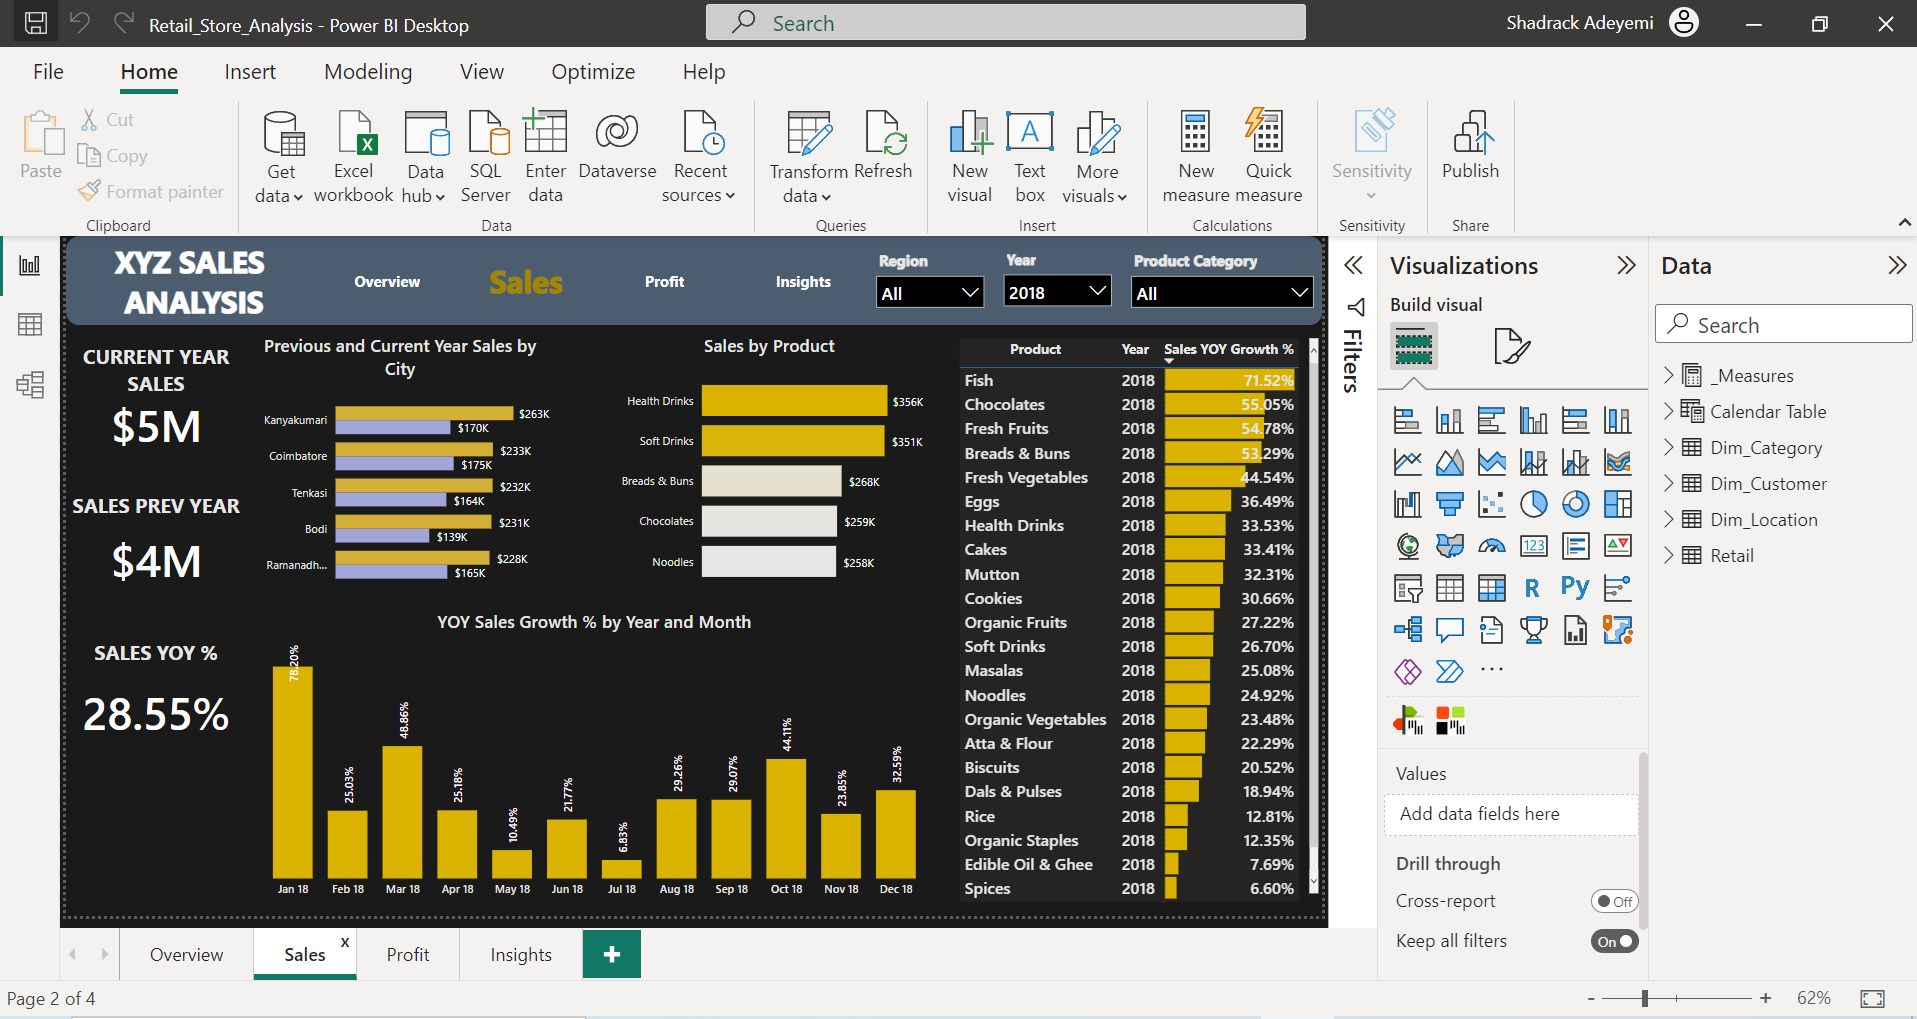 Retail_Store_Analysis - Power BI Desktop
Search
Shadrack Adeyemi
File
Home
Insert
Modeling
View
Optimize
Help
Paste
Cut
Copy
Format painter
Clipboard
Get
data
Excel
workbook
Data
hub
SQL
Server
Enter
data
Dataverse
Recent
sources
Data
Transform
data
Refresh
Queries
New
visual
Text
box
More
visuals
Insert
New
measure
Quick
measure
Calculations
Sensitivity
Sensitivity
Publish
Share
XYZ SALES
ANALYSIS
Overview
Sales
Profit
Insights
Region
All
Year
2018
Product Category
All
CURRENT YEAR
SALES
$5M
SALES PREV YEAR
$4M
SALES YOY %
28.55%
Previous and Current Year Sales by
City
Kanyakumari
$263K
$170K
Coimbatore
$233K
$175K
Tenkasi
$232K
$164K
Bodi
$231K
$139K
Ramanadh...
$228K
$165K
Sales by Product
Health Drinks
$356K
Soft Drinks
$351K
Breads & Buns
$268K
Chocolates
$259K
Noodles
$258K
YOY Sales Growth % by Year and Month
78.20%
25.03%
48.86%
25.18%
10.49%
21.77%
6.83%
29.26%
29.07%
44.11%
23.85%
32.59%
Jan 18
Feb 18
Mar 18
Apr 18
May 18
Jun 18
Jul 18
Aug 18
Sep 18
Oct 18
Nov 18
Dec 18
Product Year Sales YOY Growth %
Fish 2018 71.52%
Chocolates 2018 55.05%
Fresh Fruits 2018 54.78%
Breads & Buns 2018 53.29%
Fresh Vegetables 2018 44.54%
Eggs 2018 36.49%
Health Drinks 2018 33.53%
Cakes 2018 33.41%
Mutton 2018 32.31%
Cookies 2018 30.66%
Organic Fruits 2018 27.22%
Soft Drinks 2018 26.70%
Masalas 2018 25.08%
Noodles 2018 24.92%
Organic Vegetables 2018 23.48%
Atta & Flour 2018 22.29%
Biscuits 2018 20.52%
Dals & Pulses 2018 18.94%
Rice 2018 12.81%
Organic Staples 2018 12.35%
Edible Oil & Ghee 2018 7.69%
Spices 2018 6.60%
Filters
Visualizations
Build visual
123
R
Py
Values
Add data fields here
Drill through
Cross-report
Off
Keep all filters
On
Data
Search
_Measures
Calendar Table
Dim_Category
Dim_Customer
Dim_Location
Retail
Overview
Sales
x
Profit
Insights
+
Page 2 of 4
- + 62%